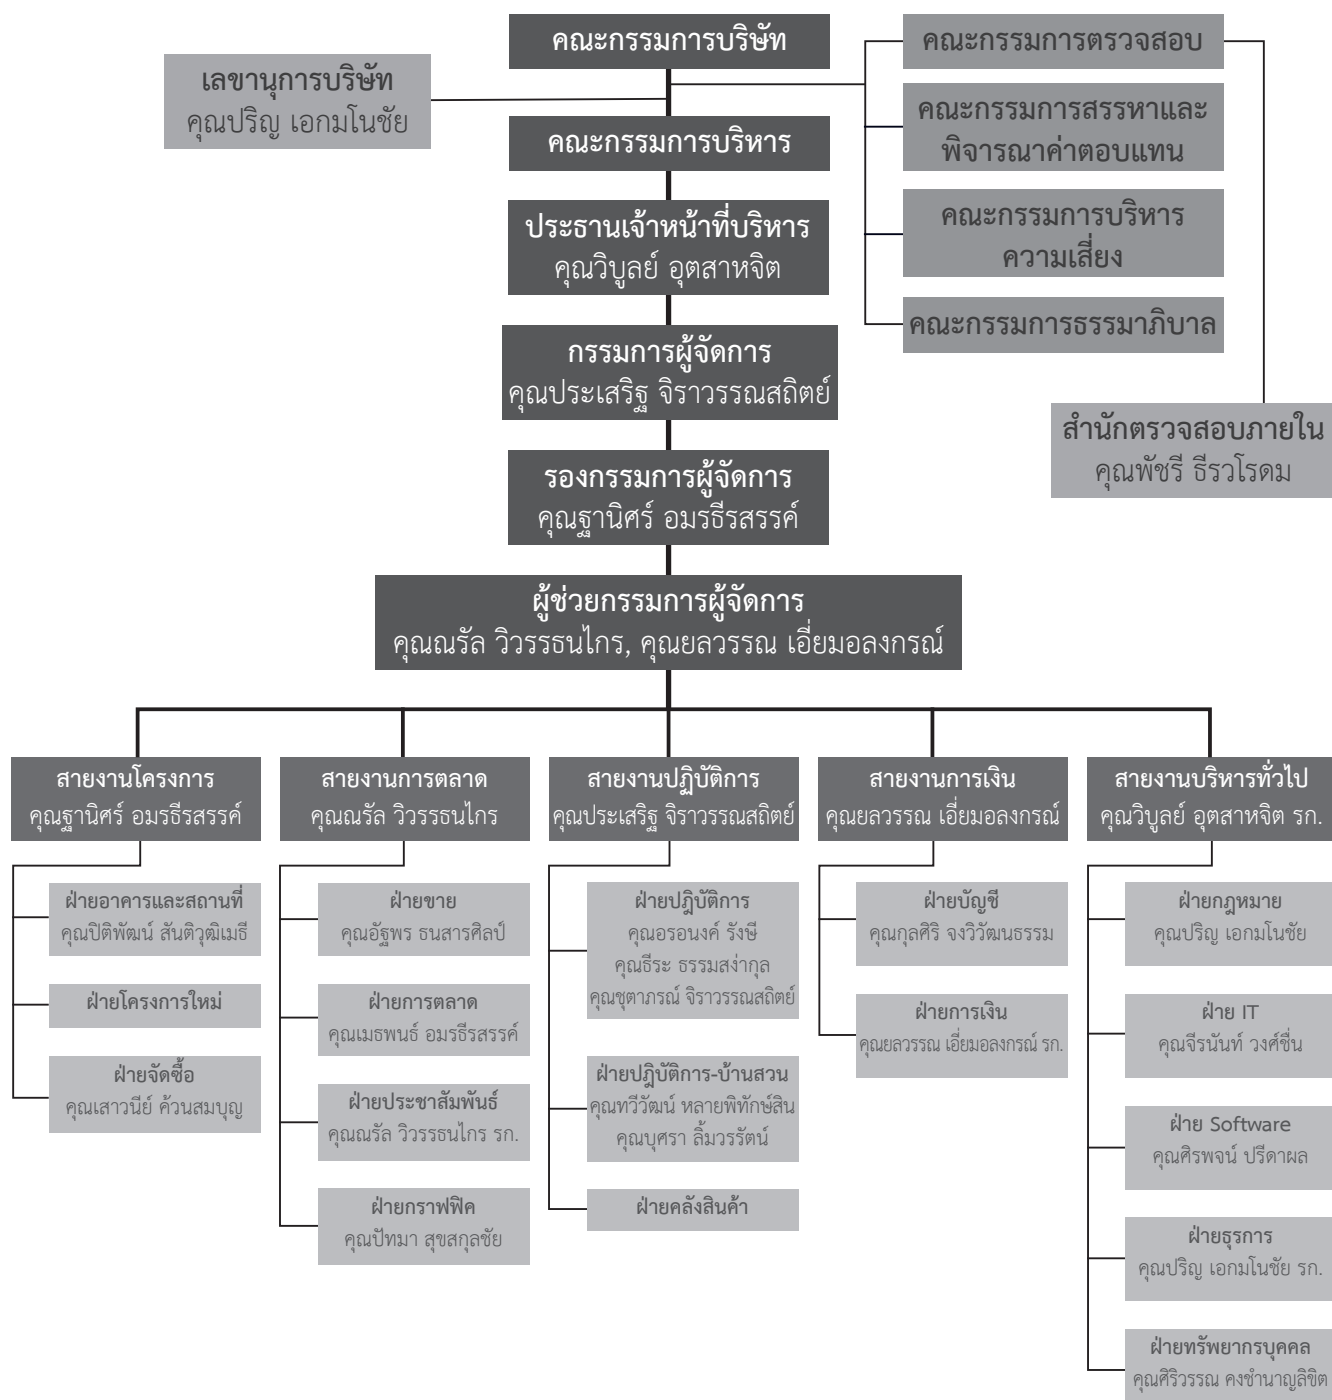 คณะกรรมการบริษัท
คณะกรรมการตรวจสอบ
เลขานุการบริษัท
คุณปริญ เอกมโนชัย
คณะกรรมการสรรหาและ
พิจารณาค่าตอบแทน
คณะกรรมการบริหาร
คณะกรรมการบริหาร
ความเสี่ยง
ประธานเจ้าหน้าที่บริหาร
คุณวิบูลย์ อุตสาหจิต
คณะกรรมการธรรมาภิบาล
กรรมการผู้จัดการ
คุณประเสริฐ จิราวรรณสถิตย์
สำนักตรวจสอบภายใน
คุณพัชรี ธีรวโรดม
รองกรรมการผู้จัดการ
คุณฐานิศร์ อมรธีรสรรค์
ผู้ช่วยกรรมการผู้จัดการ
คุณณรัล วิวรรธนไกร, คุณยลวรรณ เอี่ยมอลงกรณ์
สายงานโครงการ
คุณฐานิศร์ อมรธีรสรรค์
ฝ่ายอาคารและสถานที่
คุณปิติพัฒน์ สันติวุฒิเมธี
ฝ่ายโครงการใหม่
ฝ่ายจัดซื้อ
คุณเสาวนีย์ ค้วนสมบุญ
สายงานการตลาด
คุณณรัล วิวรรธนไกร
ฝ่ายขาย
คุณอัฐพร ธนสารศิลป์
ฝ่ายการตลาด
คุณเมธพนธ์ อมรธีรสรรค์
ฝ่ายประชาสัมพันธ์
คุณณรัล วิวรรธนไกร รก.
ฝ่ายกราฟฟิค
คุณปัทมา สุขสกุลชัย
สายงานปฏิบัติการ
คุณประเสริฐ จิราวรรณสถิตย์
ฝ่ายปฎิบัติการ
คุณอรอนงค์ รังษี
คุณธีระ ธรรมสง่ากุล
คุณชุตาภรณ์ จิราวรรณสถิตย์
ฝ่ายปฎิบัติการ-บ้านสวน
คุณทวีวัฒน์ หลายพิทักษ์สิน
คุณบุศรา ลิ้มวรรัตน์
ฝ่ายคลังสินค้า
สายงานการเงิน
คุณยลวรรณ เอี่ยมอลงกรณ์
ฝ่ายบัญชี
คุณกุลศิริ จงวิวัฒนธรรม
ฝ่ายการเงิน
คุณยลวรรณ เอี่ยมอลงกรณ์ รก.
สายงานบริหารทั่วไป
คุณวิบูลย์ อุตสาหจิต รก.
ฝ่ายกฎหมาย
คุณปริญ เอกมโนชัย
ฝ่าย IT
คุณจีรนันท์ วงศ์ชื่น
ฝ่าย Software
คุณศิรพจน์ ปรีดาผล
ฝ่ายธุรการ
คุณปริญ เอกมโนชัย รก.
ฝ่ายทรัพยากรบุคคล
คุณศิริวรรณ คงชำนาญลิขิต